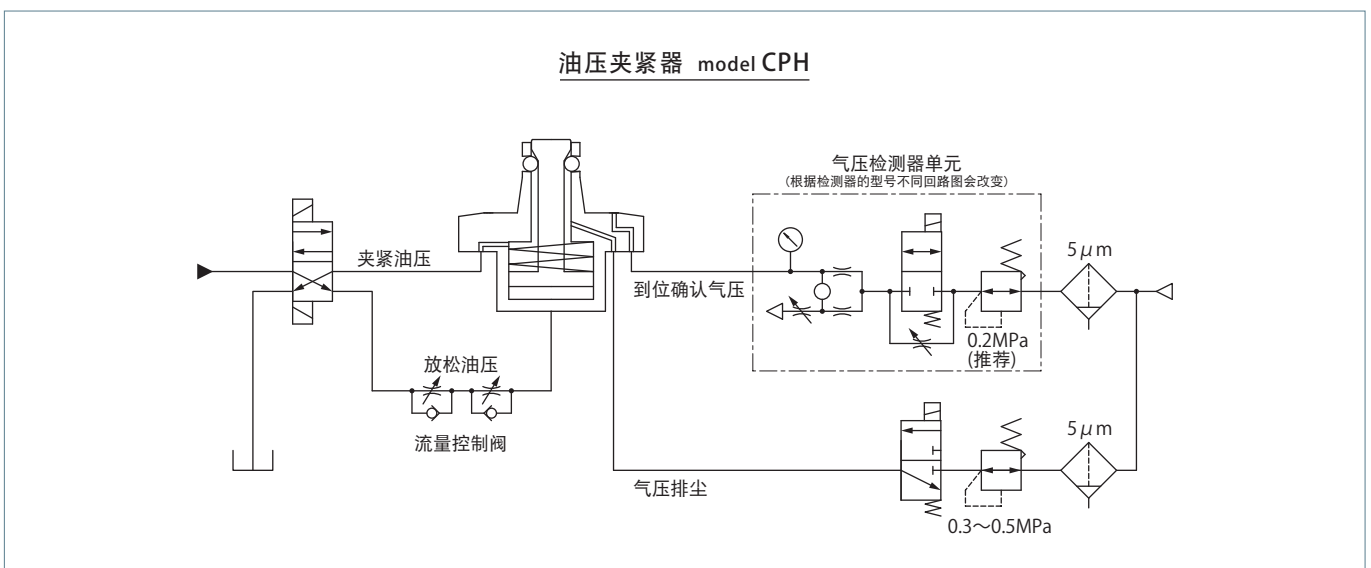 油压夹紧器 model CPH
气压检测器单元
(根据检测器的型号不同回路图会改变)
夹紧油压
到位确认气压
5μm
0.2MPa
(推荐)
放松油压
流量控制阀
气压排尘
5μm
0.3～0.5MPa